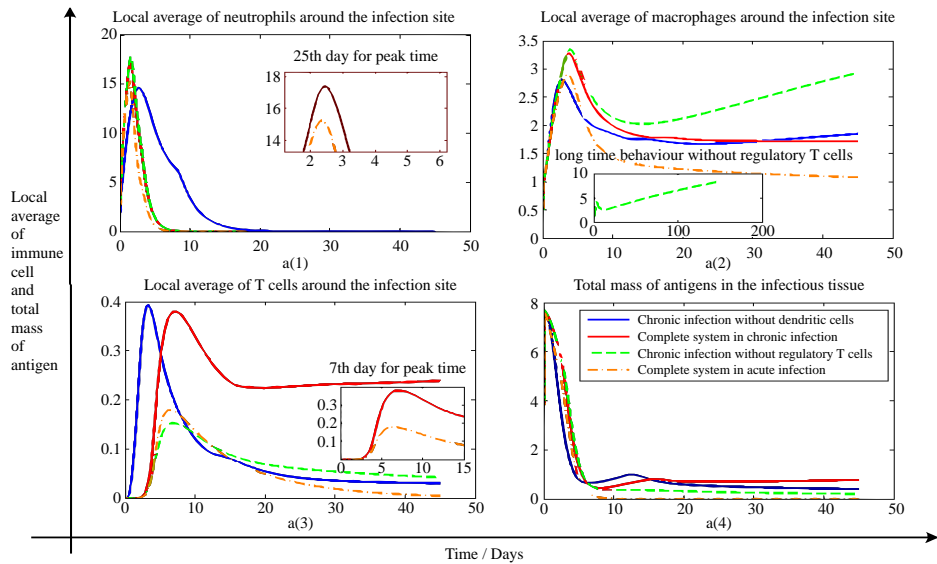 Local average of neutrophils around the infection site
20
15
10
5
0
0 10 20 30 40 50
a(1)
25th day for peak time
18
17
16
15
14
2 3 4 5 6
Local average of macrophages around the infection site
3.5
3
2.5
2
1.5
1
0.5
0 10 20 30 40 50
a(2)
long time behaviour without regulatory T cells
10
5
0
0 100 200
Local
average
of
immune
cell
and
total
mass
of
antigen
Local average of T cells around the infection site
0.4
0.3
0.2
0.1
0
0 10 20 30 40 50
a(3)
7th day for peak time
0.4
0.3
0.2
0.1
0 5 10 15
Total mass of antigens in the infectious tissue
8
6
4
2
0
0 10 20 30 40 50
a(4)
Chronic infection without dendritic cells
Complete system in chronic infection
Chronic infection without regulatory T cells
Complete system in acute infection
Time / Days